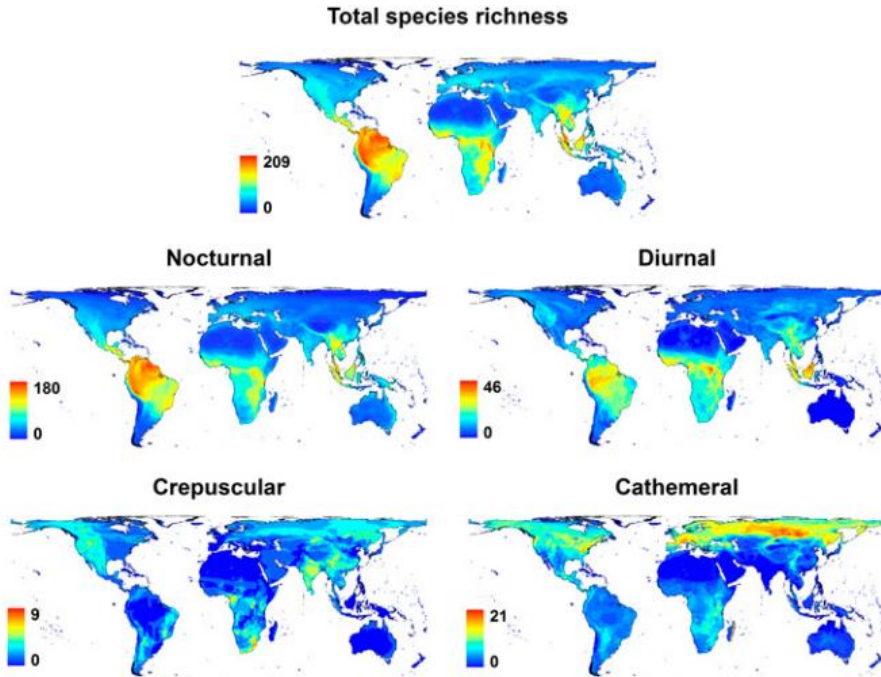 Total species richness
209
0
Nocturnal
Diurnal
180
0
46
0
Crepuscular
Cathemeral
9
0
21
0